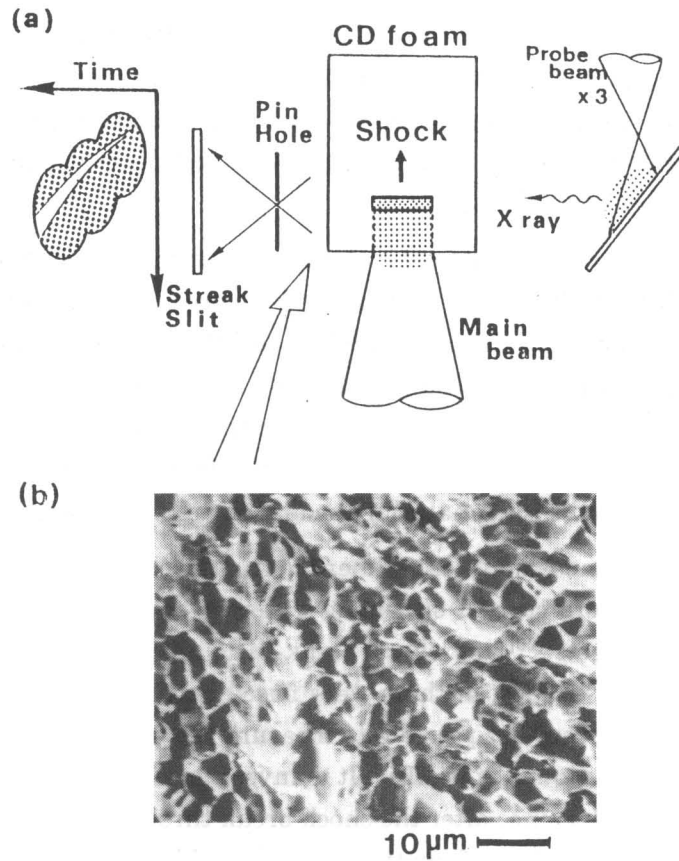 (a)
CD foam
Time
Probe
beam
x 3
Pin
Hole
Shock
X ray
Streak
Slit
Main
beam
(b)
10 μm